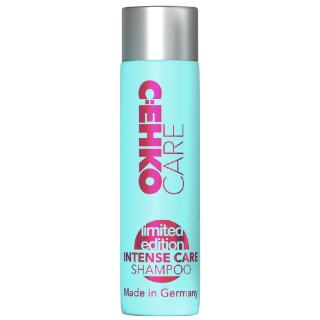 C:EHKO
CARE
limited
edition
INTENSE CARE
SHAMPOO
Made in Germany